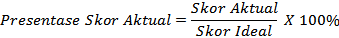 Presentase Skor Aktual = Skor Aktual / Skor Ideal X 100%